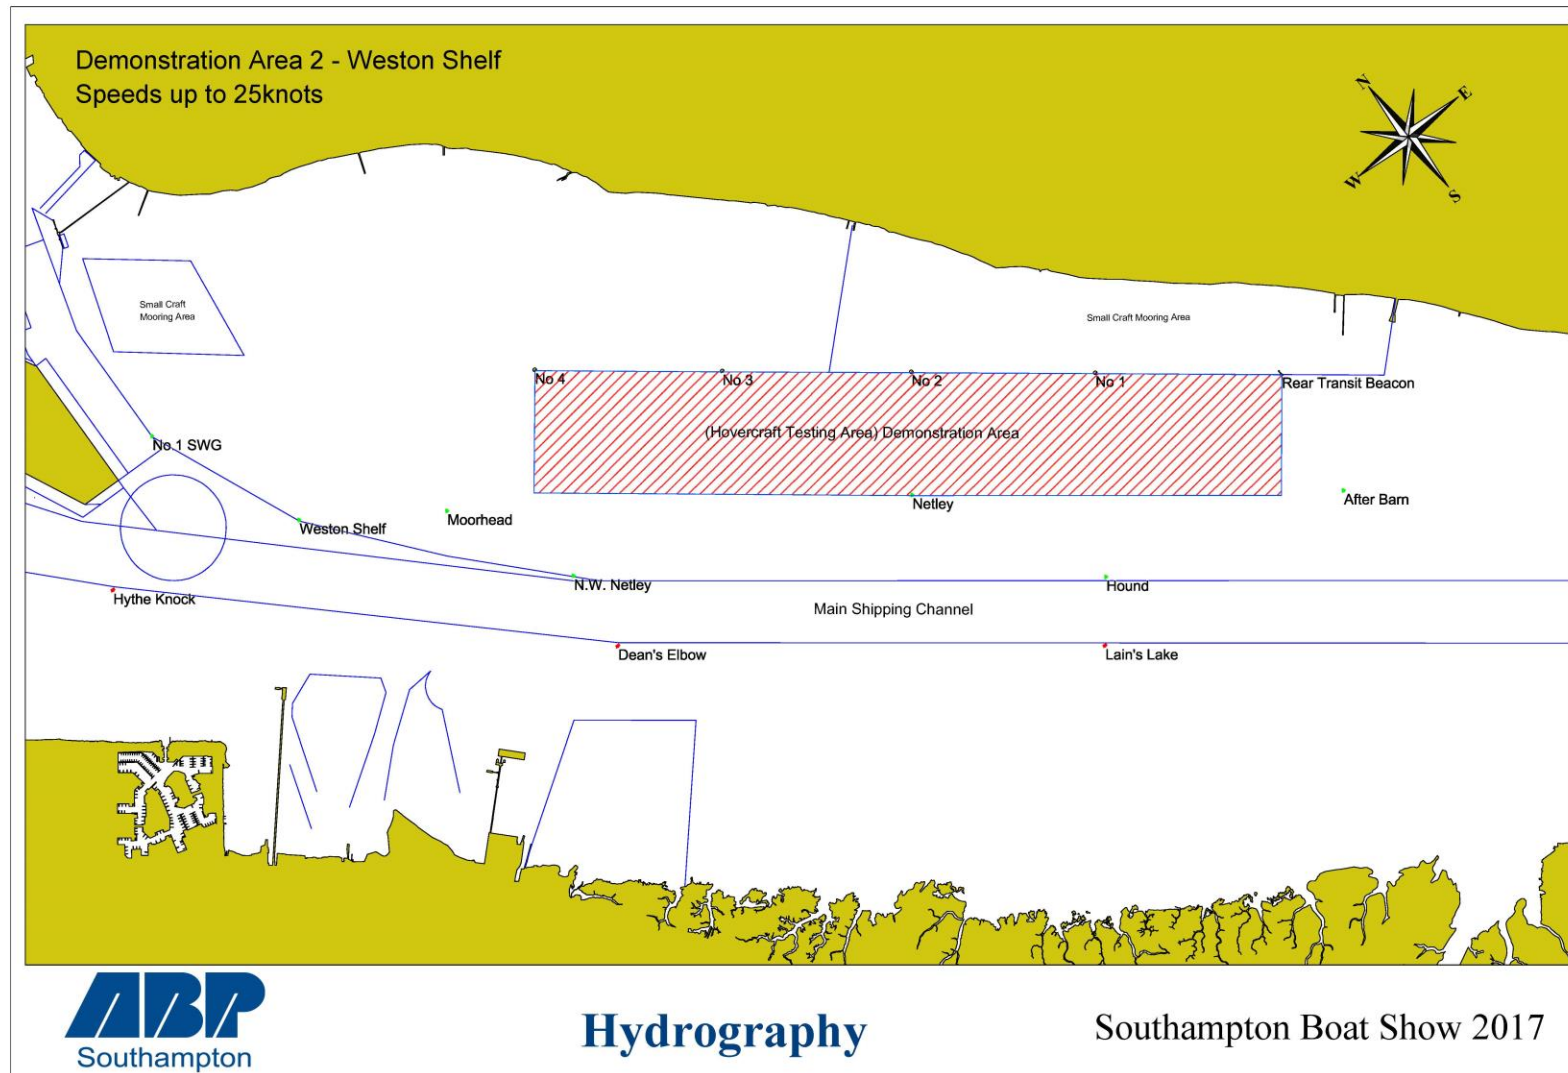 Demonstration Area 2 - Weston Shelf
Speeds up to 25knots
N
E
W
S
Small Craft
Mooring Area
Small Craft Mooring Area
No 4
No 3
No 2
No 1
Rear Transit Beacon
(Hovercraft Testing Area) Demonstration Area
No 1 SWG
Netley
After Barn
Weston Shelf
Moorhead
N.W. Netley
Hound
Hythe Knock
Main Shipping Channel
Dean's Elbow
Lain's Lake
ABP
Southampton
Hydrography
Southampton Boat Show 2017